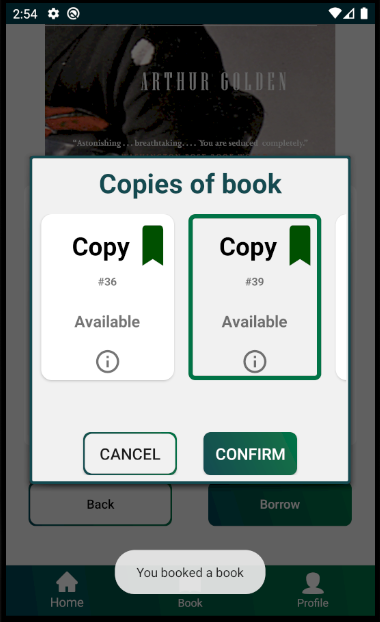 2:54
ARTHUR GOLDEN
"Astonishing...breathtaking.... You are seduced completely,"
Copies of book
Copy
#36
Available
Copy
#39
Available
CANCEL
CONFIRM
Back
Borrow
You booked a book
Home
Book
Profile